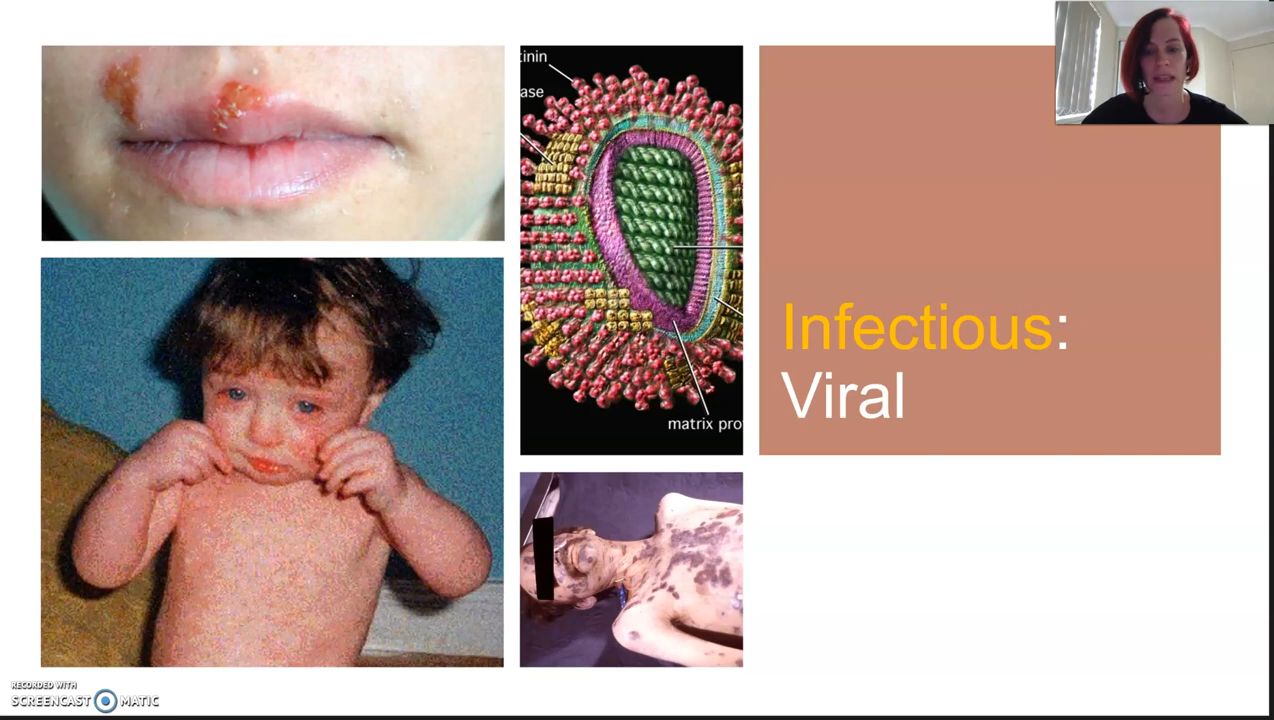 tinin
ase
matrix pro
Infectious:
Viral
RECORDED WITH
SCREENCAST MATIC